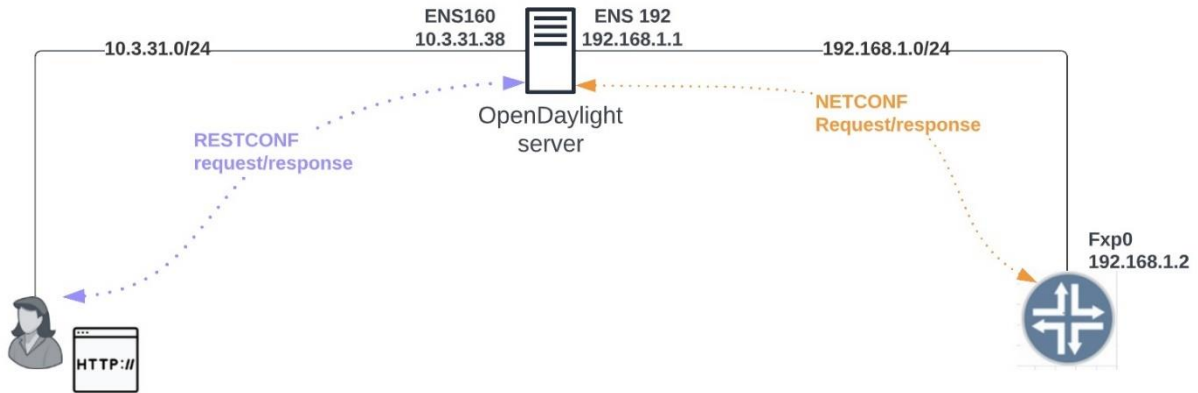 ENS160
10.3.31.38
ENS 192
192.168.1.1
10.3.31.0/24
192.168.1.0/24
OpenDaylight
server
RESTCONF
request/response
NETCONF
Request/response
Fxp0
192.168.1.2
HTTP://